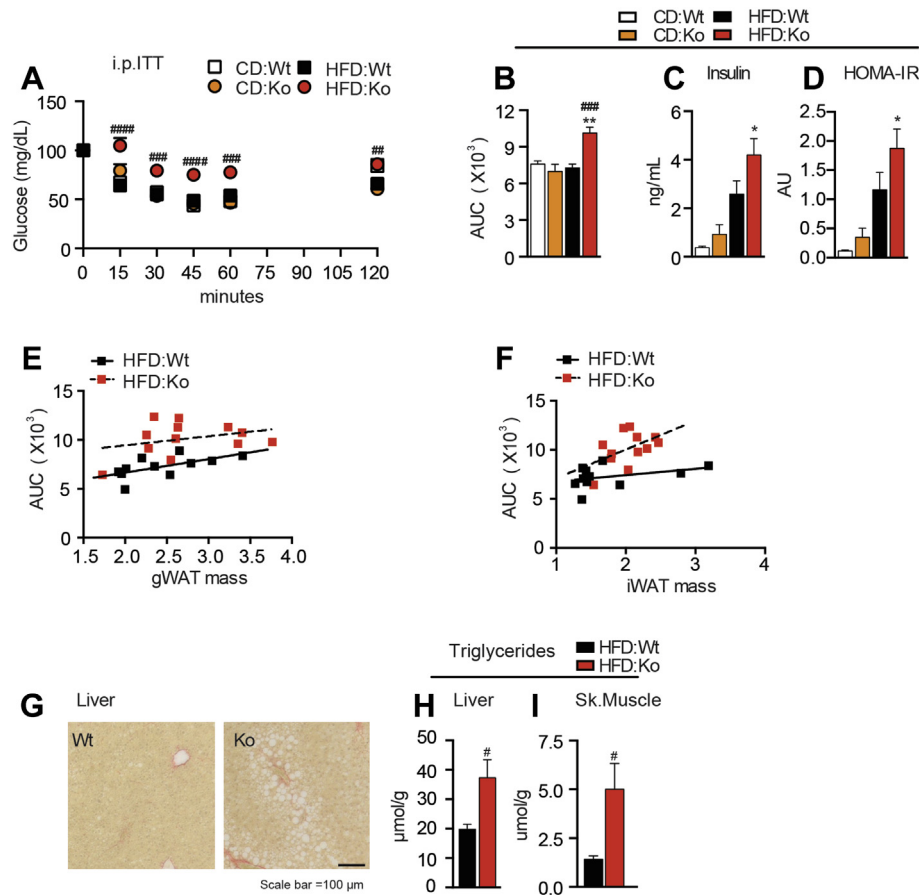 CD:Wt HFD:Wt
CD:Ko HFD:Ko
A i.p.ITT
CD:Wt HFD:Wt
CD:Ko HFD:Ko
Glucose (mg/dL)
150
100
50
0
#### ### #### ### ##
0 15 30 45 60 75 90 105 120
minutes
B
AUC (X10³)
12
9
6
3
0
###
**
C Insulin
ng/mL
6
4
2
0
*
D HOMA-IR
AU
2.5
2.0
1.5
1.0
0.5
0.0
*
E
HFD:Wt
HFD:Ko
AUC (X10³)
15
10
5
0
1.5 2.0 2.5 3.0 3.5 4.0
gWAT mass
F
HFD:Wt
HFD:Ko
AUC (X10³)
15
10
5
0
1 2 3 4
iWAT mass
G Liver
Wt
Ko
Scale bar =100 µm
Triglycerides
HFD:Wt
HFD:Ko
H Liver
µmol/g
50
40
30
20
10
0
#
I Sk.Muscle
umol/g
7.5
5.0
2.5
0.0
#